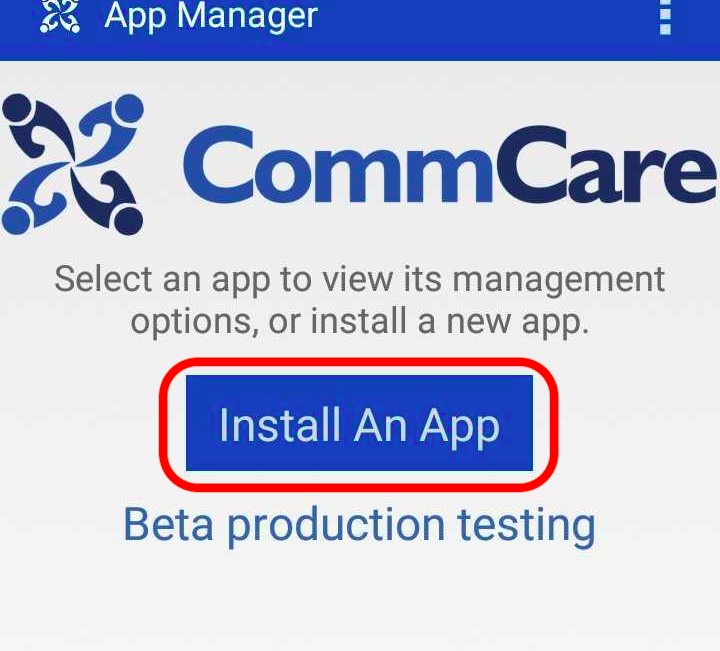 App Manager
CommCare
Select an app to view its management
options, or install a new app.
Install An App
Beta production testing